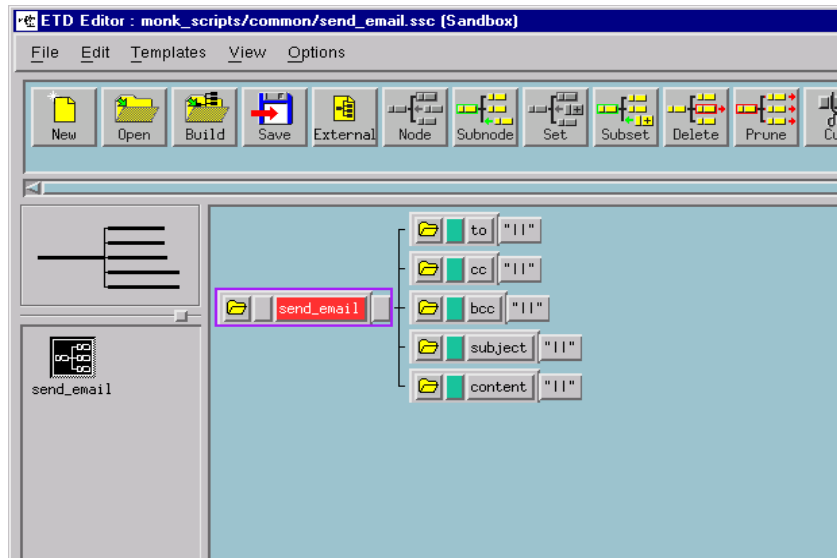 ETD Editor : monk_scripts/common/send_email.ssc (Sandbox)
File Edit Templates View Options
New Open Build Save External Node Subnode Set Subset Delete Prune Cu
to "||"
cc "||"
send_email bcc "||"
subject "||"
content "||"
send_email